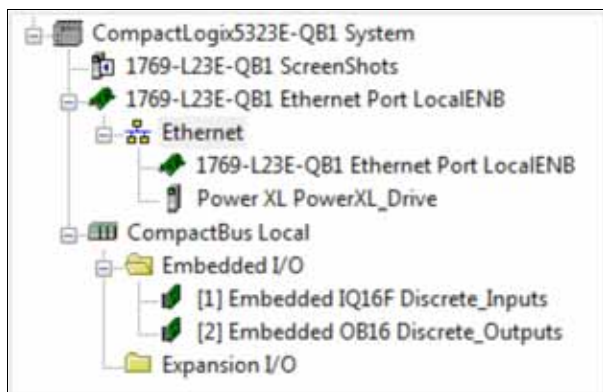 CompactLogix5323E-QB1 System
1769-L23E-QB1 ScreenShots
1769-L23E-QB1 Ethernet Port LocalENB
Ethernet
1769-L23E-QB1 Ethernet Port LocalENB
Power XL PowerXL_Drive
CompactBus Local
Embedded I/O
[1] Embedded IQ16F Discrete_Inputs
[2] Embedded OB16 Discrete_Outputs
Expansion I/O